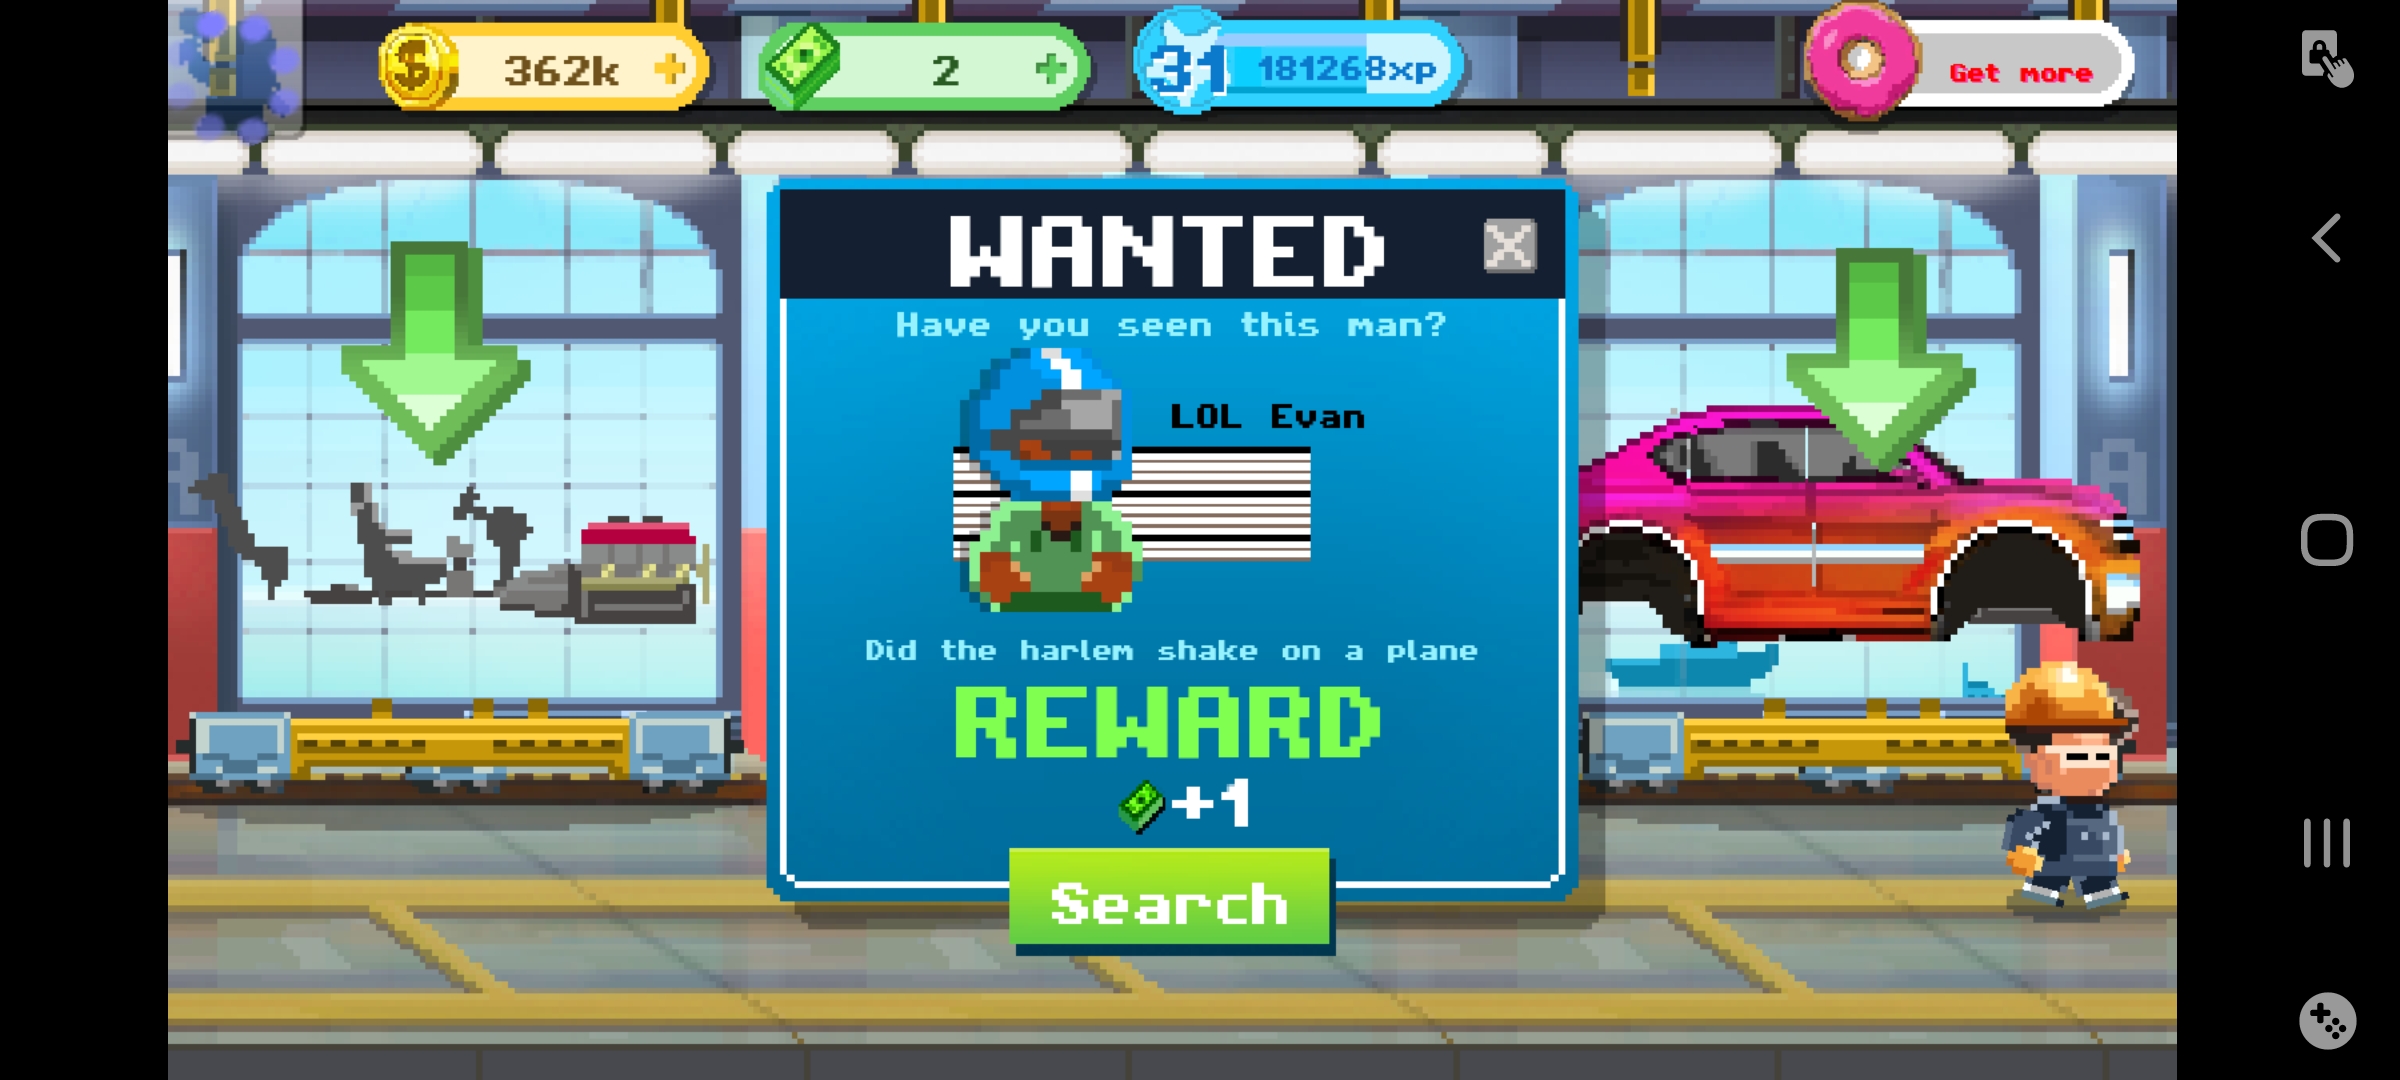 362k
2
31
181268xp
Get more
WANTED
Have you seen this man?
LOL Evan
Did the harlem shake on a plane
REWARD
+1
Search